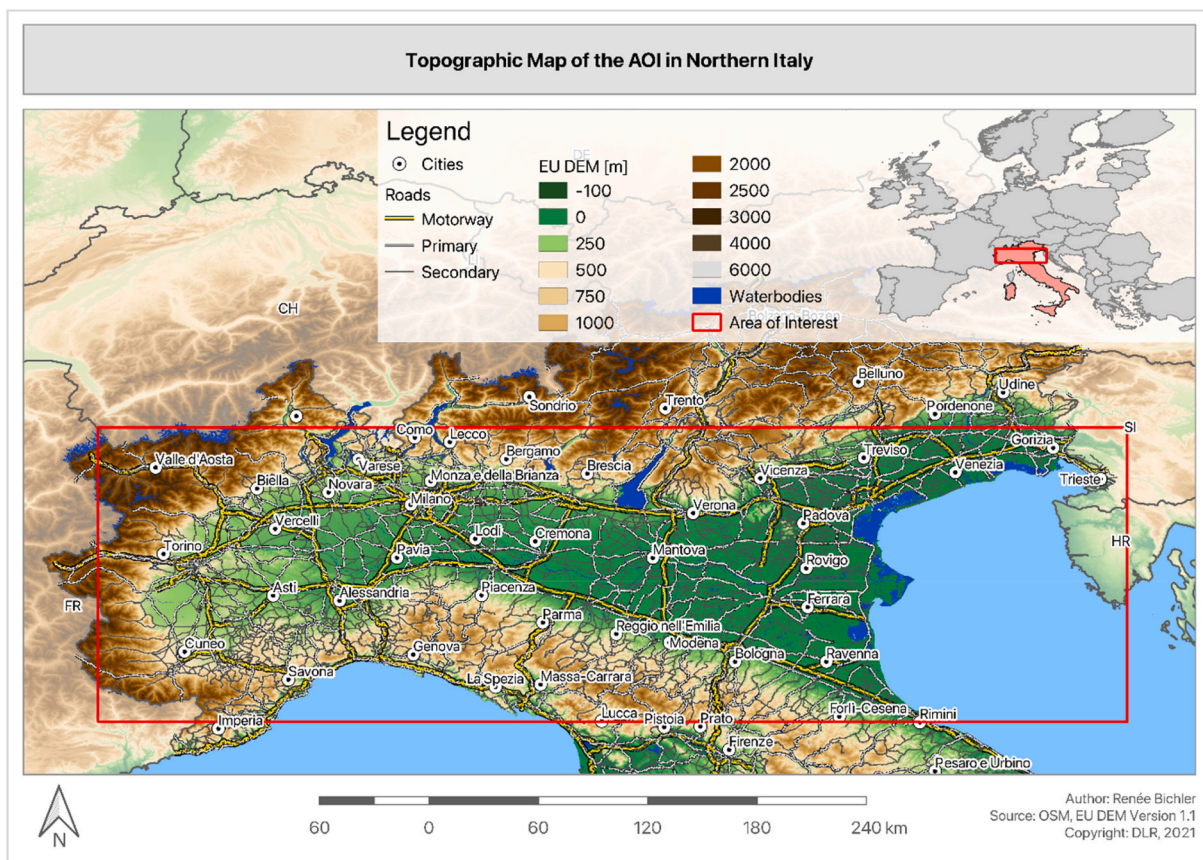 Topographic Map of the AOI in Northern Italy
Legend
Cities
Roads
Motorway
Primary
Secondary
EU DEM [m]
-100
0
250
500
750
1000
2000
2500
3000
4000
6000
Waterbodies
Area of Interest
DE
LI
Bolzano-Bozen
CH
Belluno
Udine
Sondrio
Trento
Pordenone
Como
Lecco
SI
Gorizia
Valle d'Aosta
Varese
Bergamo
Treviso
Biella
Monza e della Brianza
Brescia
Vicenza
Venezia
Trieste
Novara
Milano
Verona
Padova
Vercelli
Lodi
Cremona
HR
Torino
Pavia
Mantova
Rovigo
FR
Asti
Alessandria
Piacenza
Ferrara
Parma
Reggio nell'Emilia
Modena
Cuneo
Genova
Bologna
Ravenna
Savona
La Spezia
Massa-Carrara
Imperia
Lucca
Pistoia
Prato
Forlì-Cesena
Rimini
Firenze
Pesaro e Urbino
N
60 0 60 120 180 240 km
Author: Renée Bichler
Source: OSM, EU DEM Version 1.1
Copyright: DLR, 2021